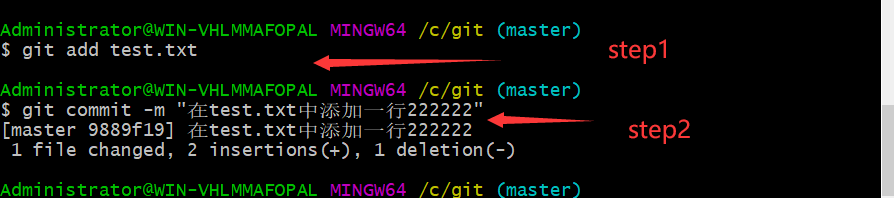 Administrator@WIN-VHLMMAFOPAL MINGW64 /c/git (master)
$ git add test.txt
step1
Administrator@WIN-VHLMMAFOPAL MINGW64 /c/git (master)
$ git commit -m "在test.txt中添加一行222222"
[master 9889f19] 在test.txt中添加一行222222
step2
1 file changed, 2 insertions(+), 1 deletion(-)
Administrator@WIN-VHLMMAFOPAL MINGW64 /c/git (master)